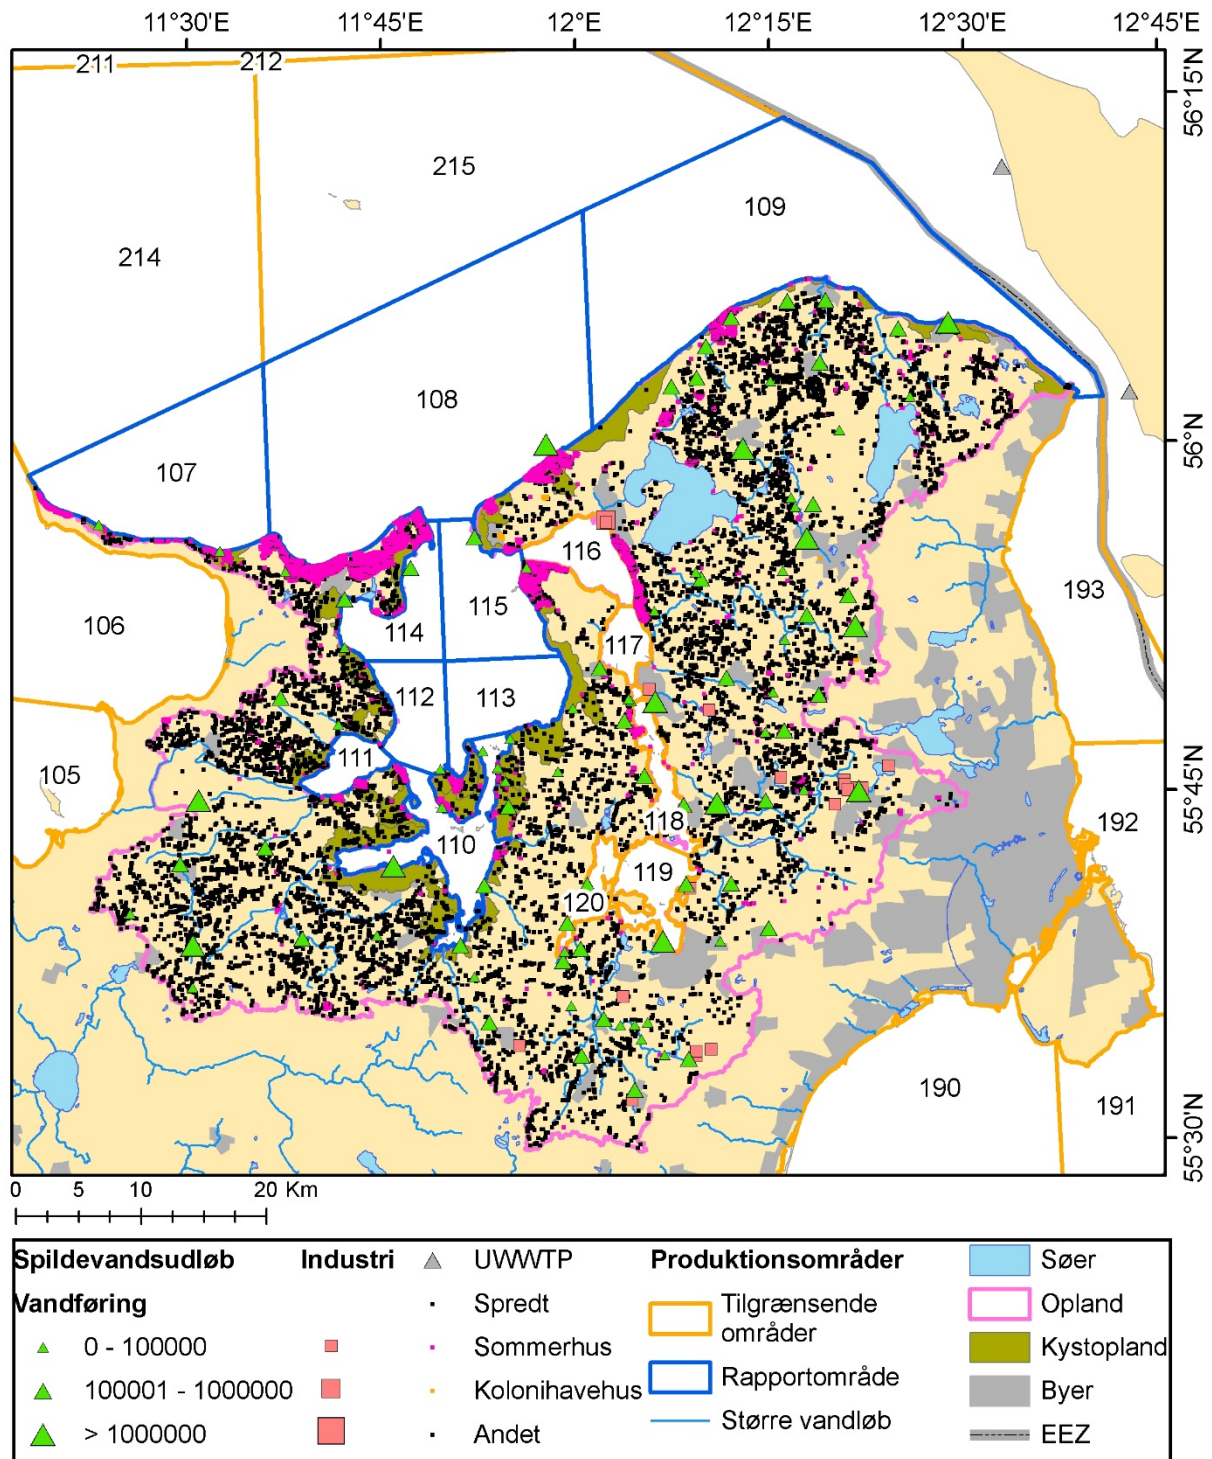 11°30'E 11°45'E 12°E 12°15'E 12°30'E 12°45'E
211 212
56°15'N
215
109
214
108
56°N
107
116
193
106
114 115
117
112 113
111
105
55°45'N
118 192
110
119
120
190
191
55°30'N
0 5 10 20 Km
Spildevandsudløb Industri UWWTP Produktionsområder Søer
Vandføring Spredt Tilgrænsende områder Opland
0 - 100000 Sommerhus Kystopland
100001 - 1000000 Kolonihavehus Rapportområde Byer
> 1000000 Andet Større vandløb EEZ